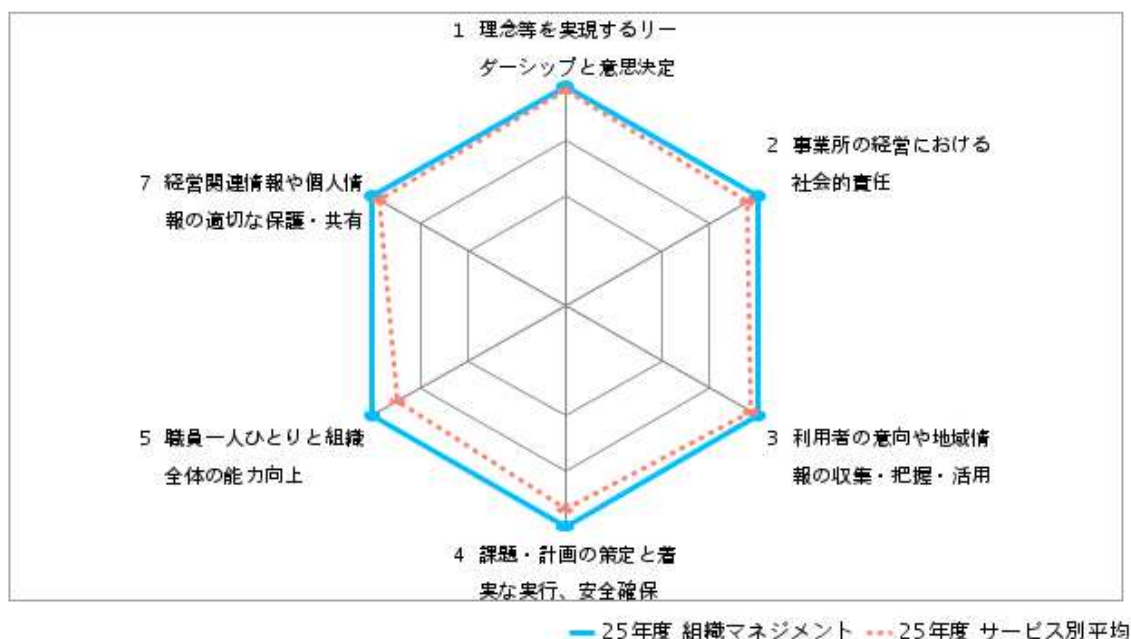 1 理念等を実現するリー
ダーシップと意思決定
2 事業所の経営における
社会的責任
7 経営関連情報や個人情
報の適切な保護・共有
5 職員一人ひとりと組織
全体の能力向上
3 利用者の意向や地域情
報の収集・把握・活用
4 課題・計画の策定と着
実な実行、安全確保
25年度 組織マネジメント 25年度 サービス別平均